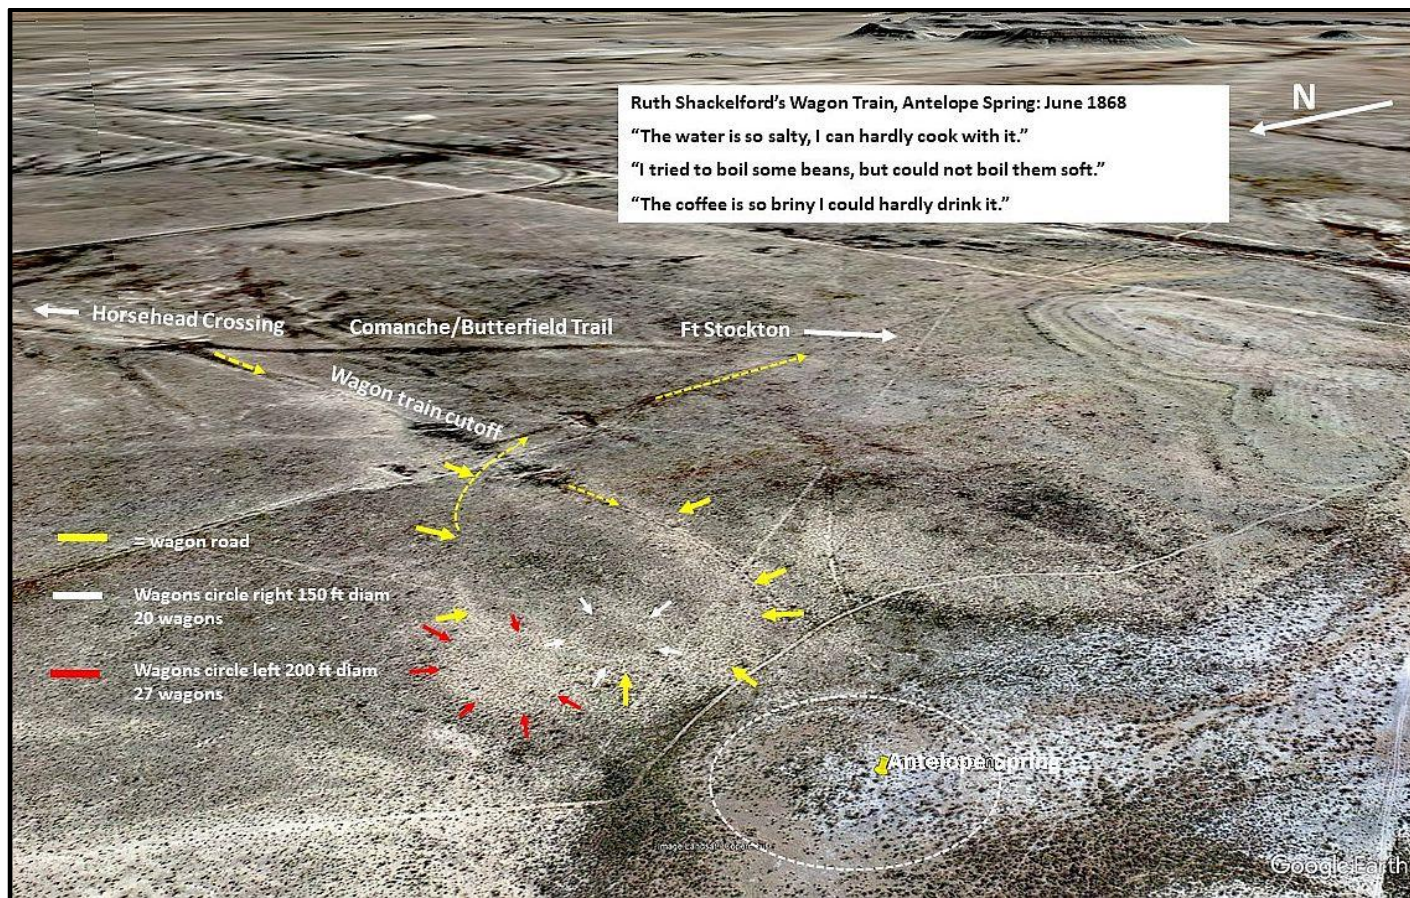 Ruth Shackelford’s Wagon Train, Antelope Spring: June 1868
“The water is so salty, I can hardly cook with it.”
“I tried to boil some beans, but could not boil them soft.”
“The coffee is so briny I could hardly drink it.”
N
Horsehead Crossing
Comanche/Butterfield Trail
Ft Stockton
Wagon train cutoff
= wagon road
Wagons circle right 150 ft diam
20 wagons
Wagons circle left 200 ft diam
27 wagons
Antelope Spring
Image Landsat / Copernicus
Google Earth